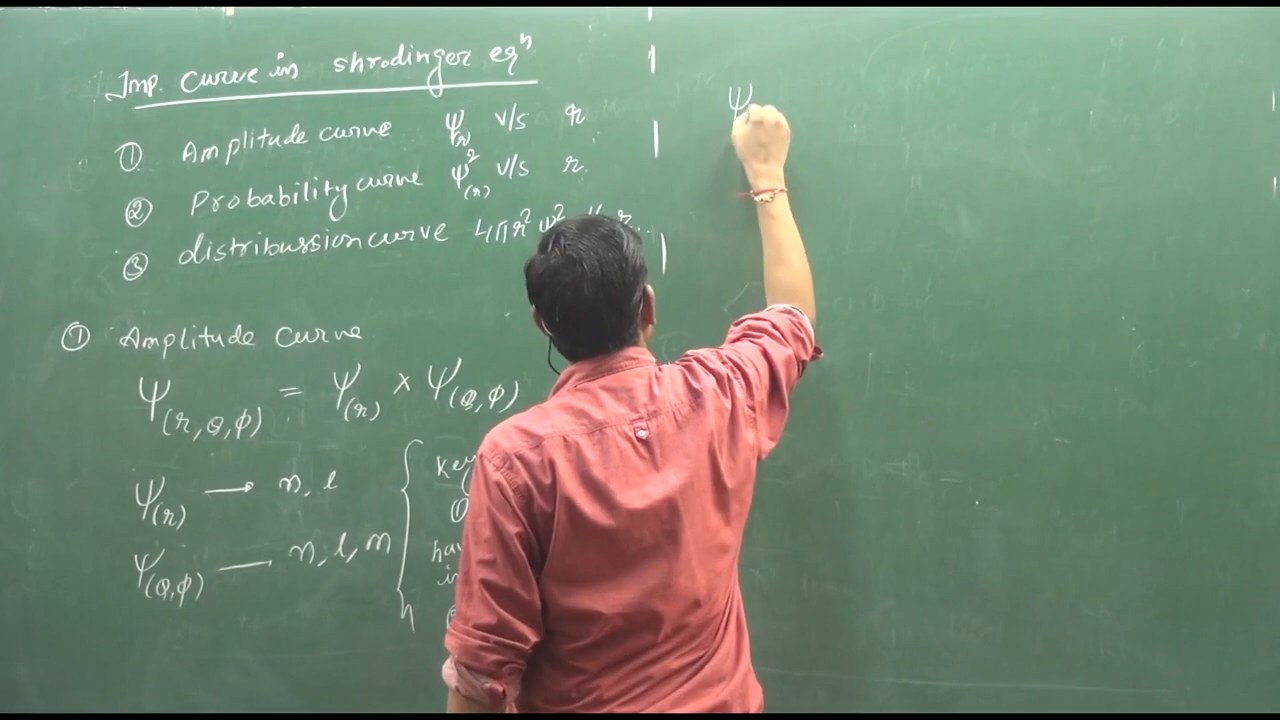 Imp. curve in shrodinger eqⁿ
① Amplitude curve ψ(r) v/s r
② Probability curve ψ²(r) v/s r
③ distribussion curve 4πr² ψ² r
① Amplitude curve
ψ(r,θ,φ) = ψ(r) × ψ(θ,φ)
ψ(r) → n, l
ψ(θ,φ) — n, l, m
①
ψ